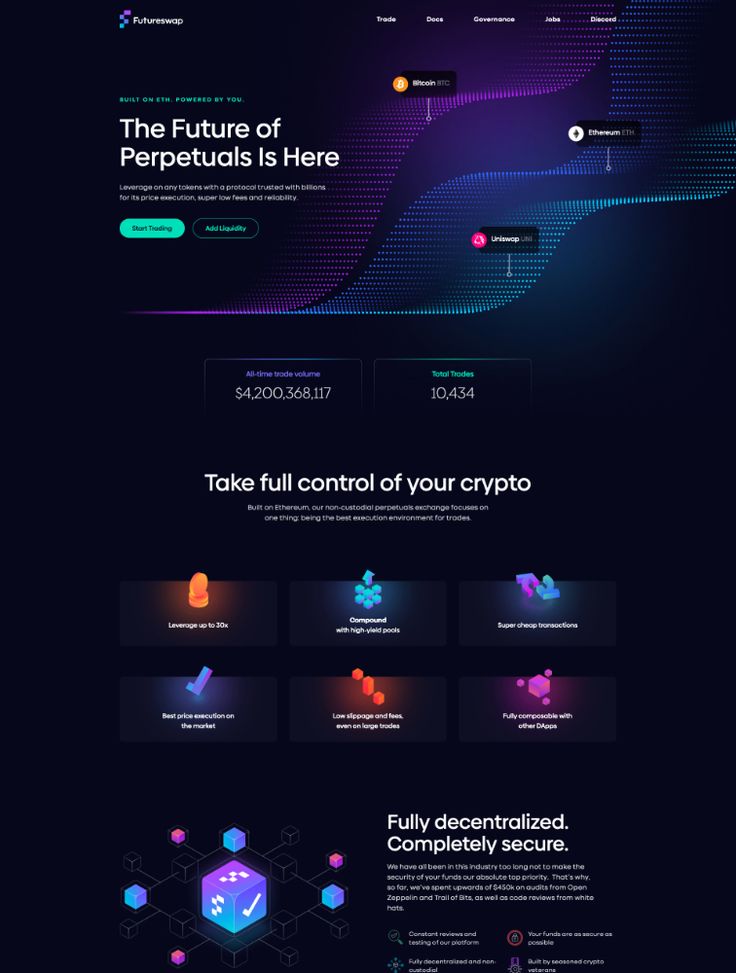 Futureswap
Trade
Docs
Governance
Jobs
Discord
Bitcoin BTC
BUILT ON ETH. POWERED BY YOU.
The Future of
Perpetuals Is Here
Ethereum ETH
Leverage on any tokens with a protocol trusted with billions
for its price execution, super low fees and reliability.
Start Trading
Add Liquidity
Uniswap UNI
All-time trade volume
$4,200,368,117
Total Trades
10,434
Take full control of your crypto
Built on Ethereum, our non-custodial perpetuals exchange focuses on
one thing: being the best execution environment for trades.
Leverage up to 30x
Compound
with high-yield pools
Super cheap transactions
Best price execution on
the market
Low slippage and fees,
even on large trades
Fully composable with
other DApps
Fully decentralized.
Completely secure.
We have all been in this industry too long not to make the
security of your funds our absolute top priority. That's why,
so far, we've spent upwards of $450k on audits from Open
Zeppelin and Trail of Bits, as well as code reviews from white
hats.
Constant reviews and
testing of our platform
Your funds are as secure as
possible
Fully decentralized and non-
custodial
Built by seasoned crypto
veterans